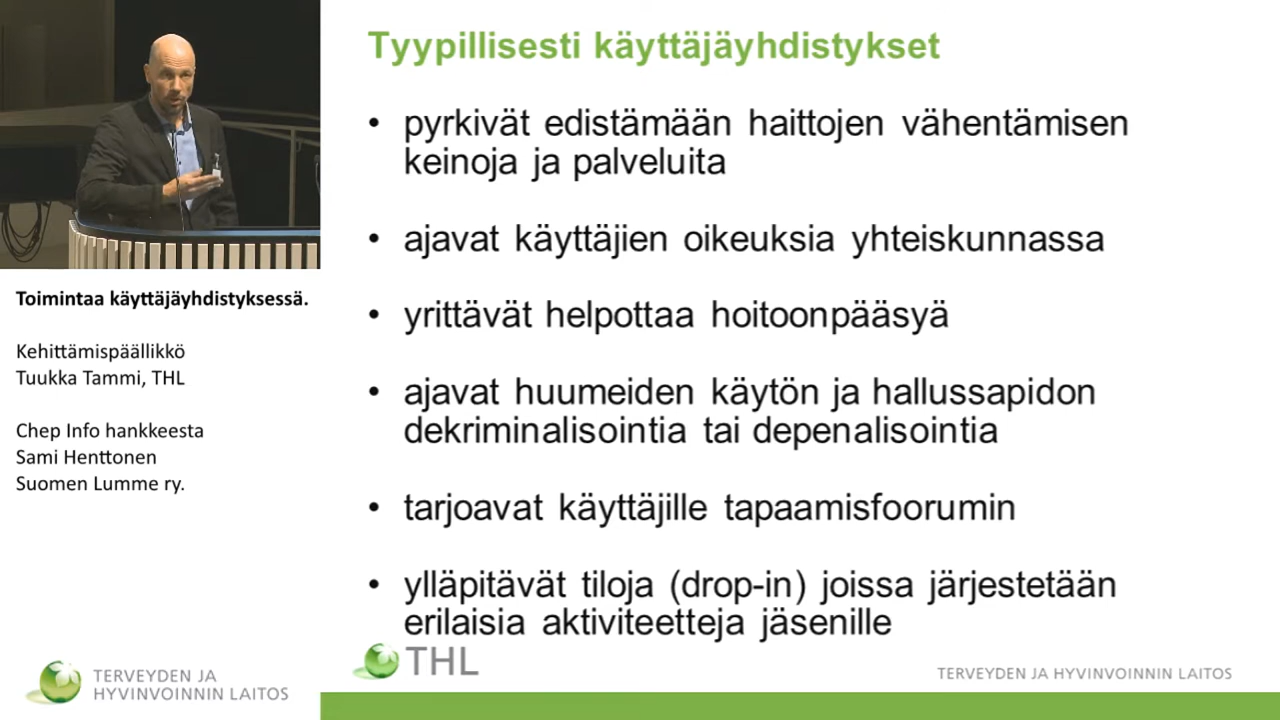 Tyypillisesti käyttäjäyhdistykset
• pyrkivät edistämään haittojen vähentämisen
keinoja ja palveluita
• ajavat käyttäjien oikeuksia yhteiskunnassa
• yrittävät helpottaa hoitoonpääsyä
• ajavat huumeiden käytön ja hallussapidon
dekriminalisointia tai depenalisointia
• tarjoavat käyttäjille tapaamisfoorumin
• ylläpitävät tiloja (drop-in) joissa järjestetään
erilaisia aktiviteetteja jäsenille
Toimintaa käyttäjäyhdistyksessä.
Kehittämispäällikkö
Tuukka Tammi, THL
Chep Info hankkeesta
Sami Henttonen
Suomen Lumme ry.
TERVEYDEN JA
HYVINVOINNIN LAITOS
THL
TERVEYDEN JA HYVINVOINNIN LAITOS